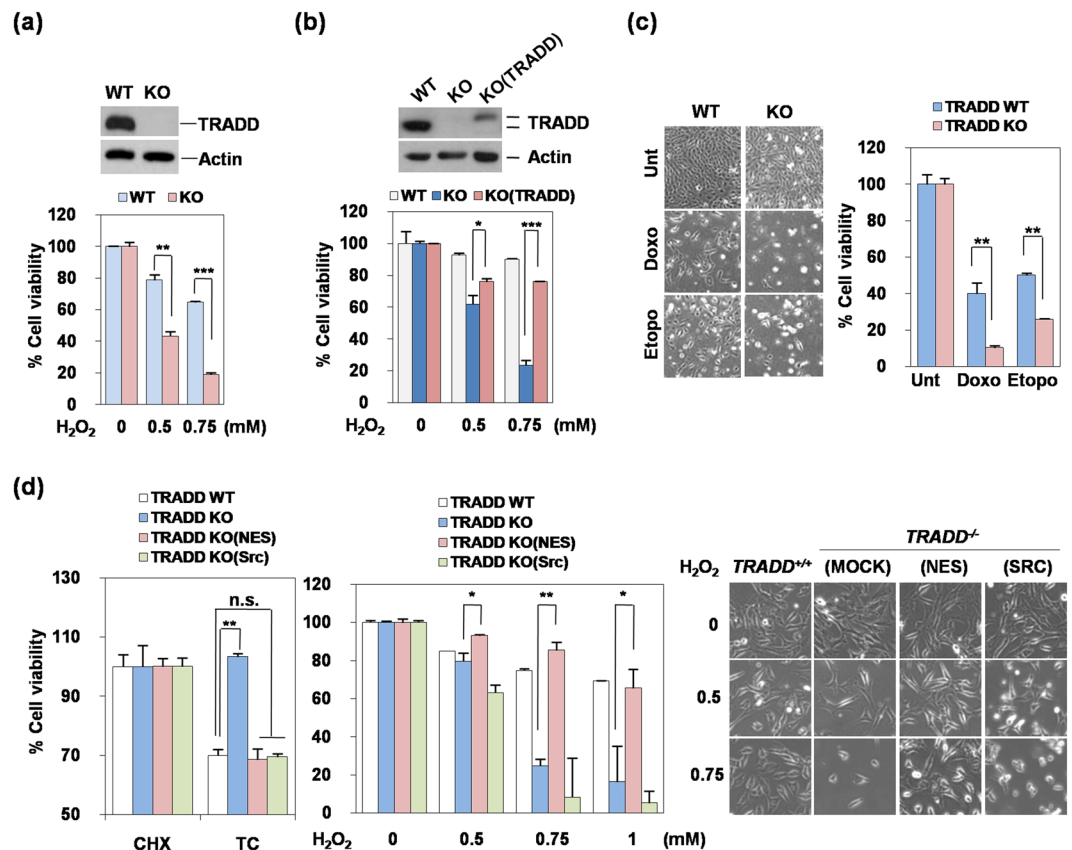 (a)
WT KO
TRADD
Actin
WT KO
120
100
80
60
40
20
0
% Cell viability
** ***
H2O2 0 0.5 0.75 (mM)
(b)
WT KO KO(TRADD)
TRADD
Actin
WT KO KO(TRADD)
120
100
80
60
40
20
0
% Cell viability
* ***
H2O2 0 0.5 0.75 (mM)
(c)
WT KO
Unt
Doxo
Etopo
TRADD WT
TRADD KO
120
100
80
60
40
20
0
% Cell viability
** **
Unt Doxo Etopo
(d)
TRADD WT
TRADD KO
TRADD KO(NES)
TRADD KO(Src)
130
110
90
70
50
% Cell viability
n.s.
**
CHX TC
TRADD WT
TRADD KO
TRADD KO(NES)
TRADD KO(Src)
120
100
80
60
40
20
0
* ** *
H2O2 0 0.5 0.75 1 (mM)
TRADD-/-
H2O2 TRADD+/+ (MOCK) (NES) (SRC)
0
0.5
0.75